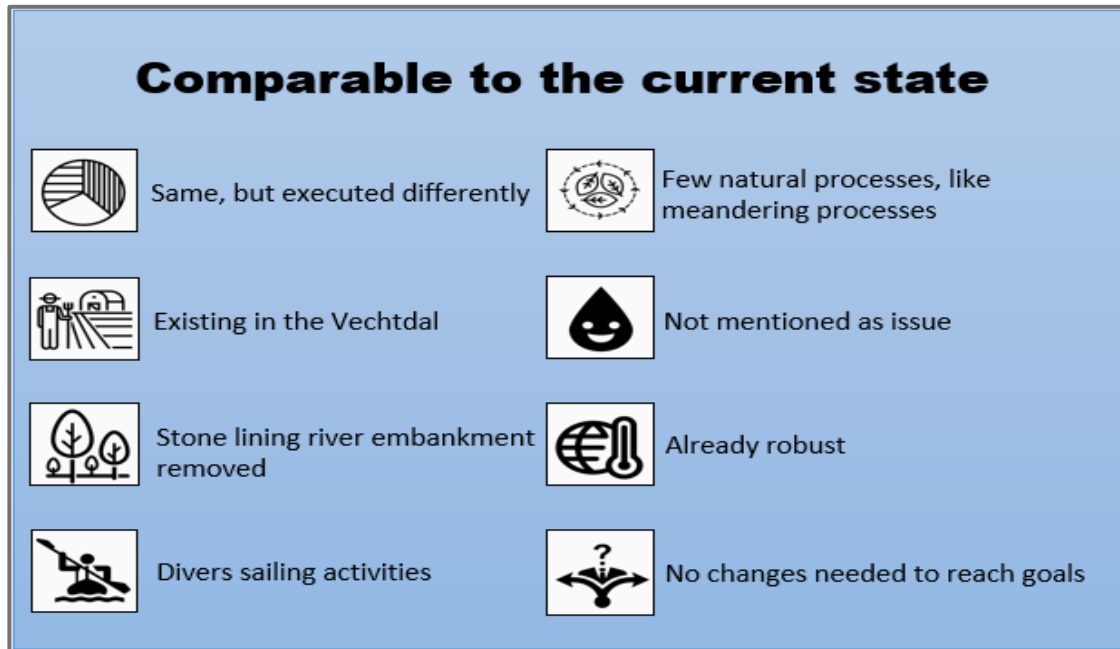 Comparable to the current state
Same, but executed differently
Few natural processes, like
meandering processes
Existing in the Vechtdal
Not mentioned as issue
Stone lining river embankment
removed
Already robust
Divers sailing activities
?
No changes needed to reach goals